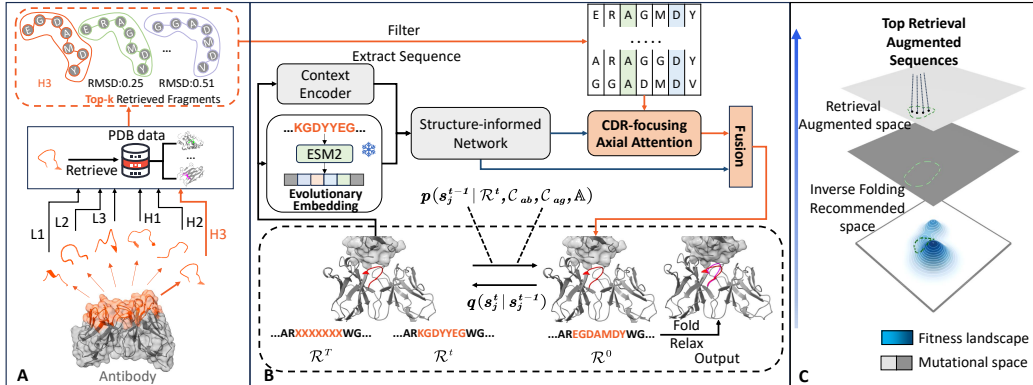 E G G D A M D Y
E R A G M D Y
G G A D M D V
...
H3
RMSD:0.25
RMSD:0.51
Top-k Retrieved Fragments
PDB data
Retrieve
...
L1
L2
L3
H1
H2
H3
A
Antibody
Filter
Extract Sequence
E R A G M D Y
.....
A R A G G D Y
G G A D M D V
Context
Encoder
...KGDYYEG...
ESM2
Evolutionary
Embedding
Structure-informed
Network
CDR-focusing
Axial Attention
Fusion
p(s_j^{t-1} | R^t, C_ab, C_ag, A)
q(s_j^t | s_j^{t-1})
...ARXXXXXXXWG...
...ARKGDYYEGWG...
...AREGDAMDYWG...
Fold
Relax
R^T
R^t
R^0
Output
B
Top Retrieval
Augmented
Sequences
Retrieval
Augmented space
Inverse Folding
Recommended
space
Fitness landscape
Mutational space
C